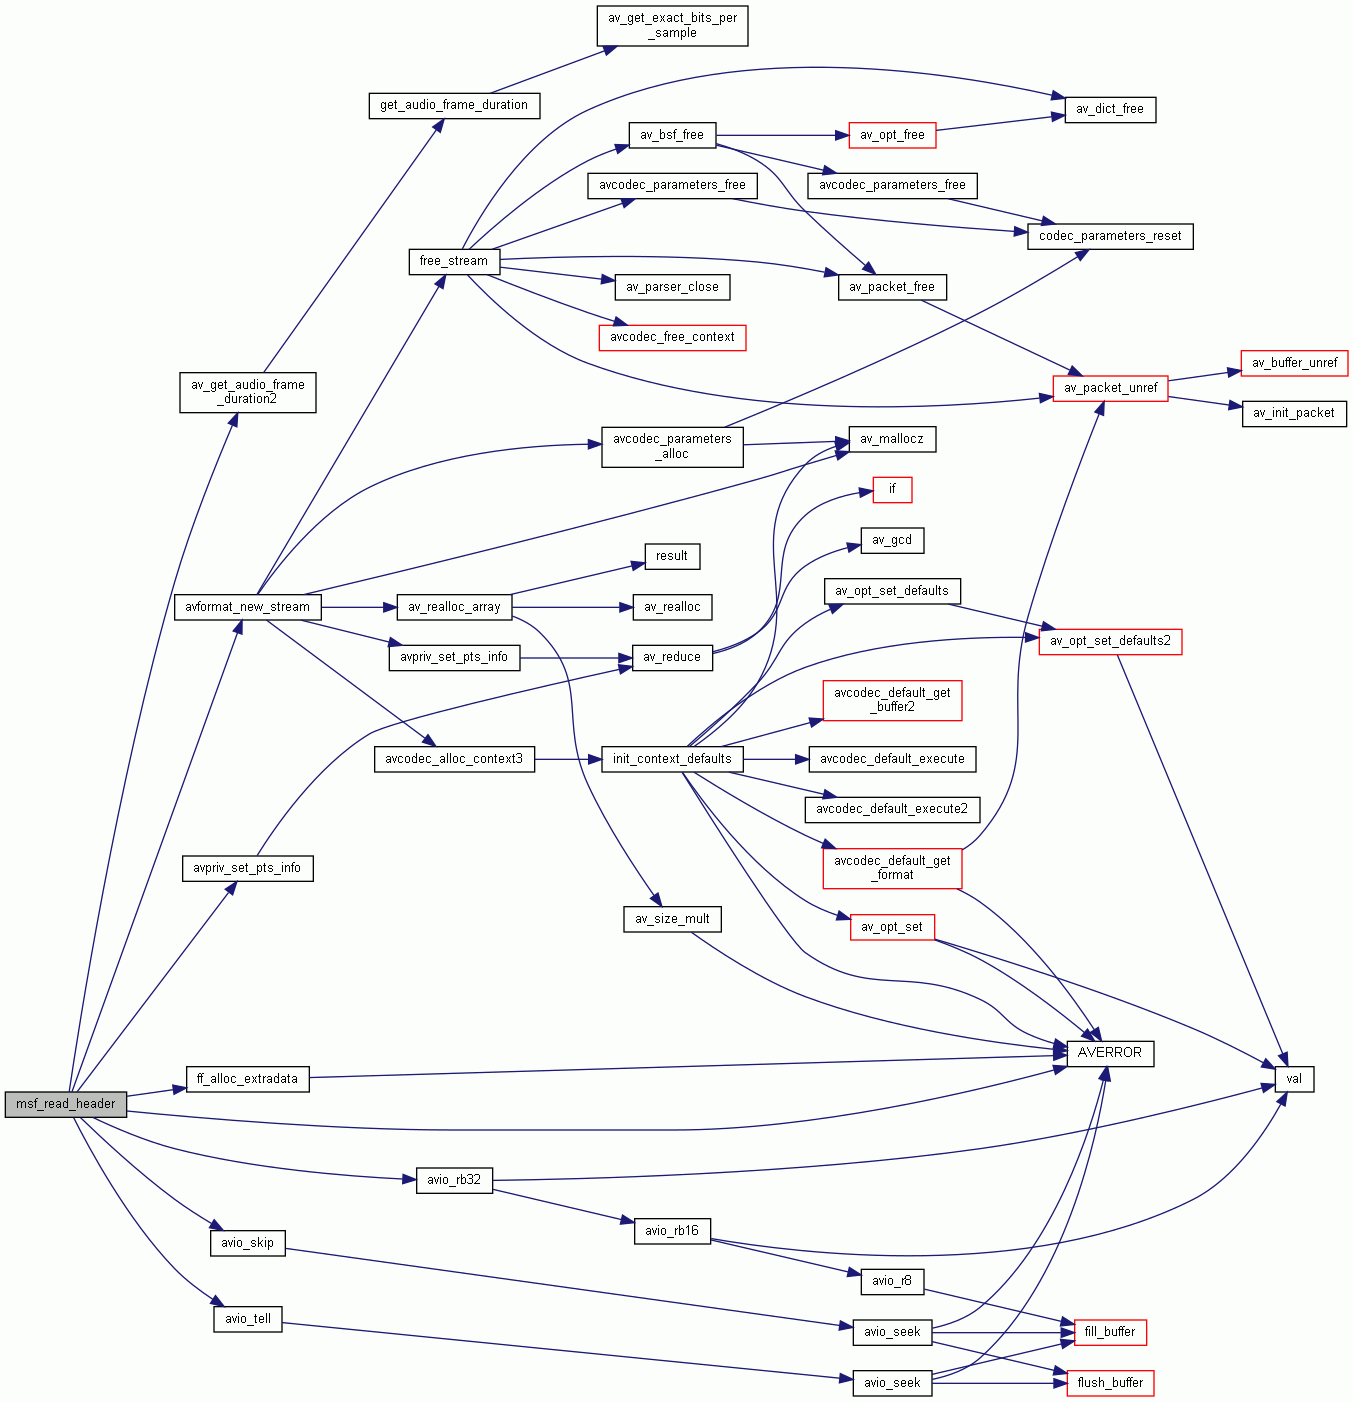 av_get_exact_bits_per
_sample
get_audio_frame_duration
av_dict_free
av_bsf_free
av_opt_free
avcodec_parameters_free
avcodec_parameters_free
codec_parameters_reset
free_stream
av_parser_close
av_packet_free
avcodec_free_context
av_buffer_unref
av_get_audio_frame
_duration2
av_packet_unref
av_init_packet
avcodec_parameters
_alloc
av_mallocz
if
av_gcd
result
av_opt_set_defaults
avformat_new_stream
av_realloc_array
av_realloc
av_opt_set_defaults2
avpriv_set_pts_info
av_reduce
avcodec_default_get
_buffer2
avcodec_alloc_context3
init_context_defaults
avcodec_default_execute
avcodec_default_execute2
avpriv_set_pts_info
avcodec_default_get
_format
av_size_mult
av_opt_set
AVERROR
ff_alloc_extradata
val
msf_read_header
avio_rb32
avio_rb16
avio_skip
avio_r8
avio_tell
avio_seek
fill_buffer
avio_seek
flush_buffer